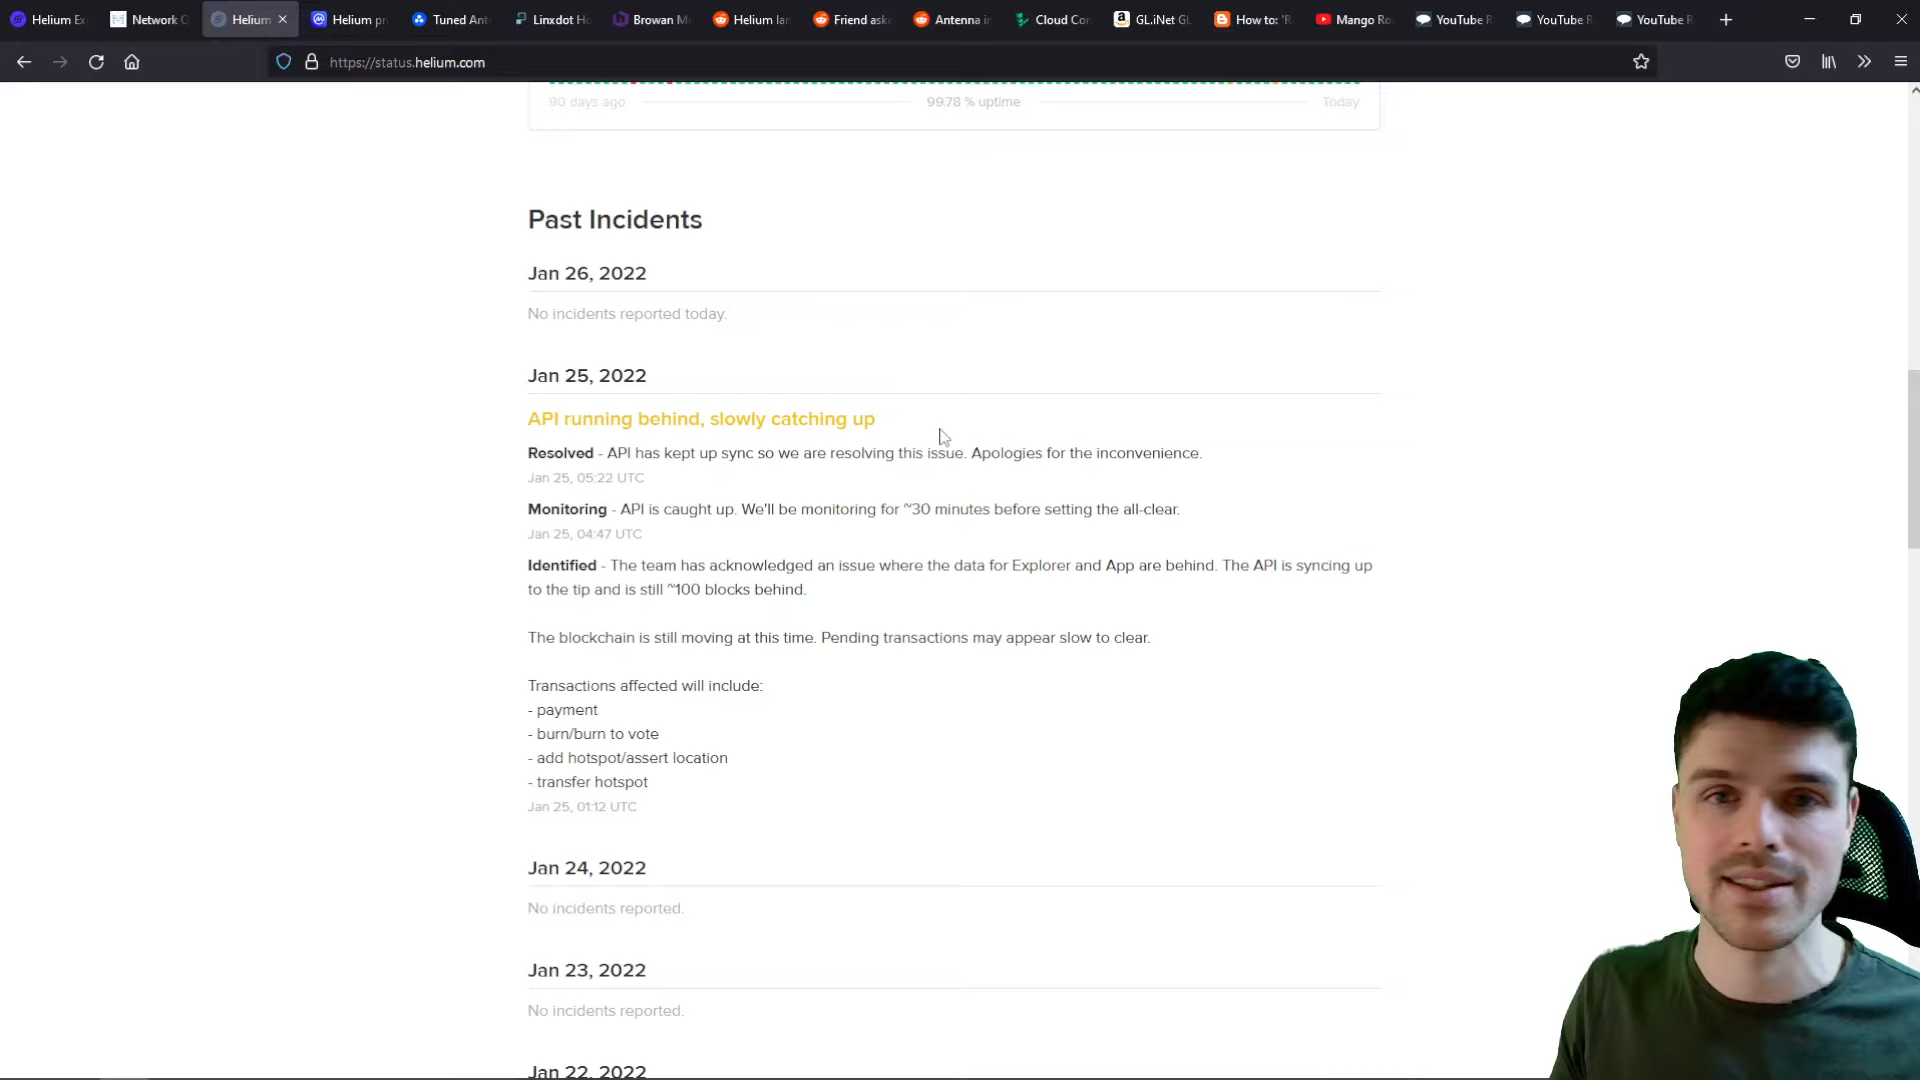 Helium Ex
Network C
Helium
Helium pr
Tuned Ant
Linxdot Ho
Browan M
Helium lan
Friend aske
Antenna in
Cloud Con
GL.iNet GL
How to: 'R
Mango Ro
YouTube R
YouTube R
YouTube R
https://status.helium.com
90 days ago
99.78 % uptime
Today
Past Incidents
Jan 26, 2022
No incidents reported today.
Jan 25, 2022
API running behind, slowly catching up
Resolved - API has kept up sync so we are resolving this issue. Apologies for the inconvenience.
Jan 25, 05:22 UTC
Monitoring - API is caught up. We'll be monitoring for ~30 minutes before setting the all-clear.
Jan 25, 04:47 UTC
Identified - The team has acknowledged an issue where the data for Explorer and App are behind. The API is syncing up
to the tip and is still ~100 blocks behind.
The blockchain is still moving at this time. Pending transactions may appear slow to clear.
Transactions affected will include:
- payment
- burn/burn to vote
- add hotspot/assert location
- transfer hotspot
Jan 25, 01:12 UTC
Jan 24, 2022
No incidents reported.
Jan 23, 2022
No incidents reported.
Jan 22, 2022